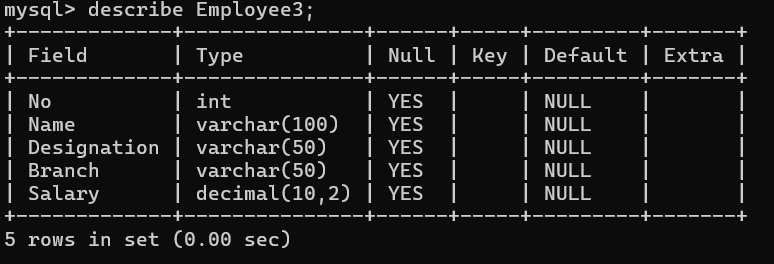 mysql> describe Employee3;
+-------------+---------------+------+-----+---------+-------+
| Field       | Type          | Null | Key | Default | Extra |
+-------------+---------------+------+-----+---------+-------+
| No          | int           | YES  |     | NULL    |       |
| Name        | varchar(100)  | YES  |     | NULL    |       |
| Designation | varchar(50)   | YES  |     | NULL    |       |
| Branch      | varchar(50)   | YES  |     | NULL    |       |
| Salary      | decimal(10,2) | YES  |     | NULL    |       |
+-------------+---------------+------+-----+---------+-------+
5 rows in set (0.00 sec)